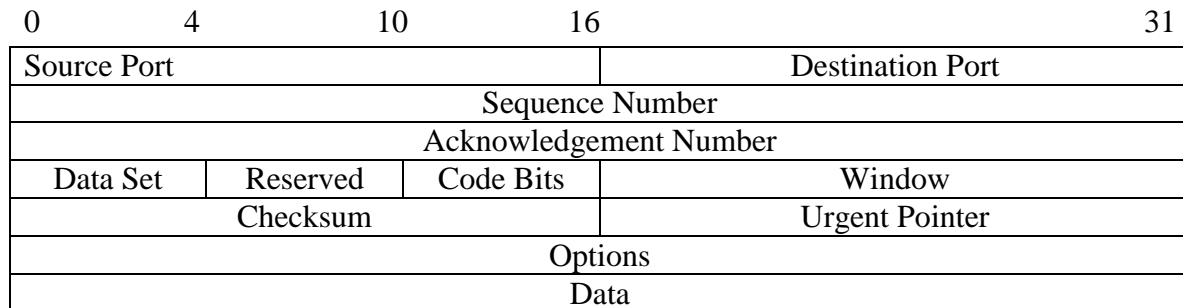 0 4 10 16 31
Source Port Destination Port
Sequence Number
Acknowledgement Number
Data Set Reserved Code Bits Window
Checksum Urgent Pointer
Options
Data